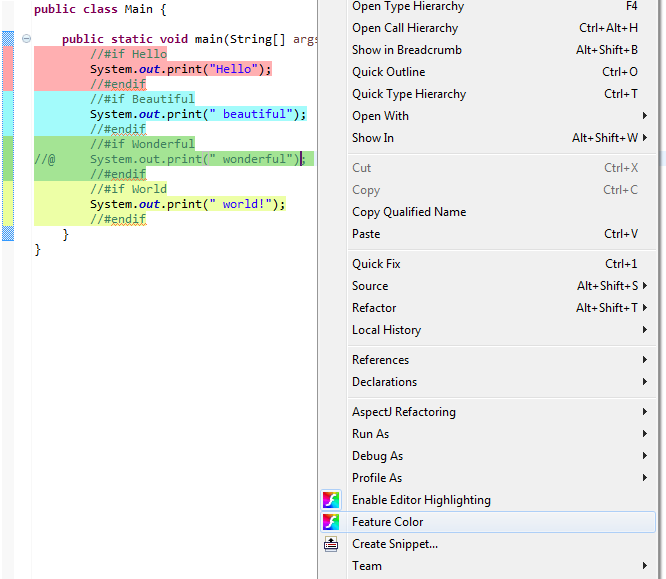 public class Main {
public static void main(String[] args
//#if Hello
System.out.print("Hello");
//#endif
//#if Beautiful
System.out.print(" beautiful");
//#endif
//#if Wonderful
//@ System.out.print(" wonderful");
//#endif
//#if World
System.out.print(" world!");
//#endif
}
}
Open Type Hierarchy F4
Open Call Hierarchy Ctrl+Alt+H
Show in Breadcrumb Alt+Shift+B
Quick Outline Ctrl+O
Quick Type Hierarchy Ctrl+T
Open With
Show In Alt+Shift+W
Cut Ctrl+X
Copy Ctrl+C
Copy Qualified Name
Paste Ctrl+V
Quick Fix Ctrl+1
Source Alt+Shift+S
Refactor Alt+Shift+T
Local History
References
Declarations
AspectJ Refactoring
Run As
Debug As
Profile As
Enable Editor Highlighting
Feature Color
Create Snippet...
Team